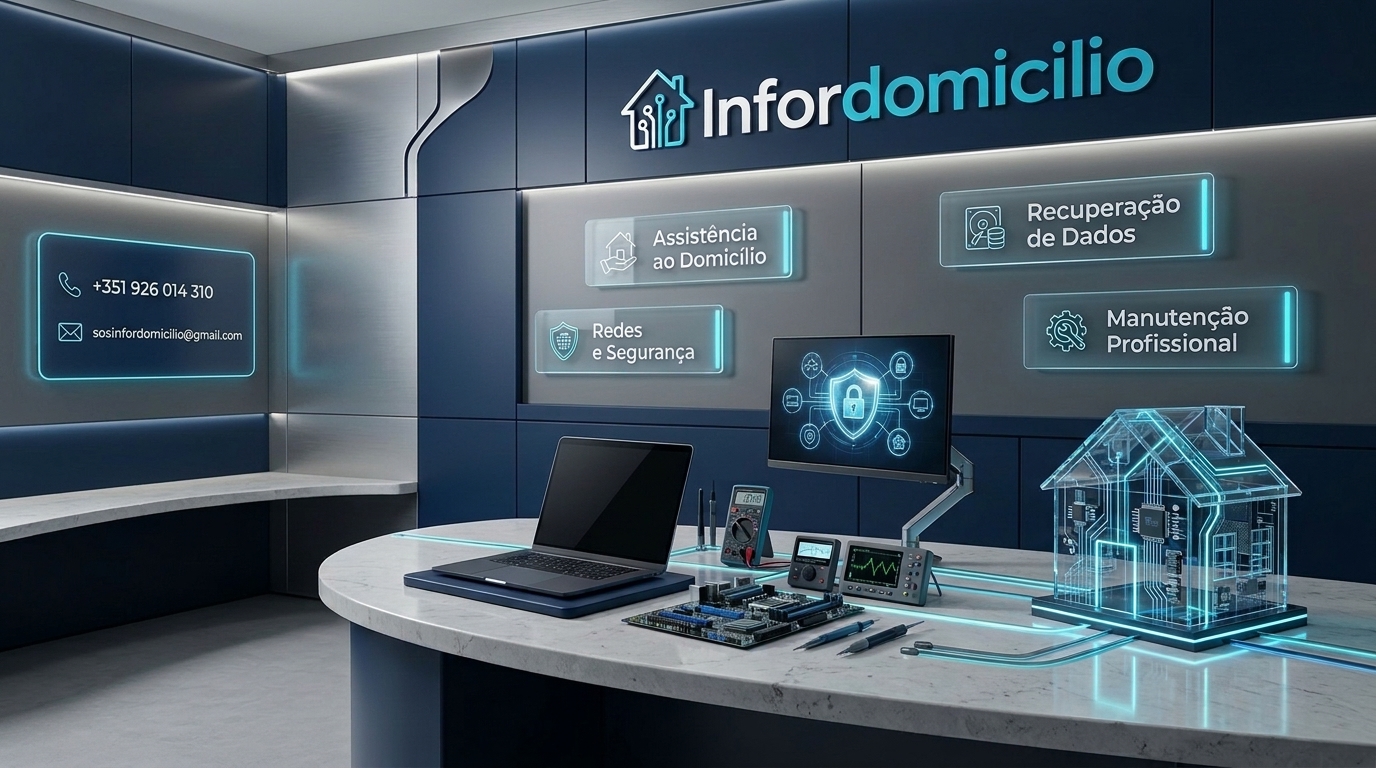 Infordomicilio
+351 926 014 310
sosinfordomicilio@gmail.com
Assistência
ao Domicílio
Recuperação
de Dados
Redes
e Segurança
Manutenção
Profissional